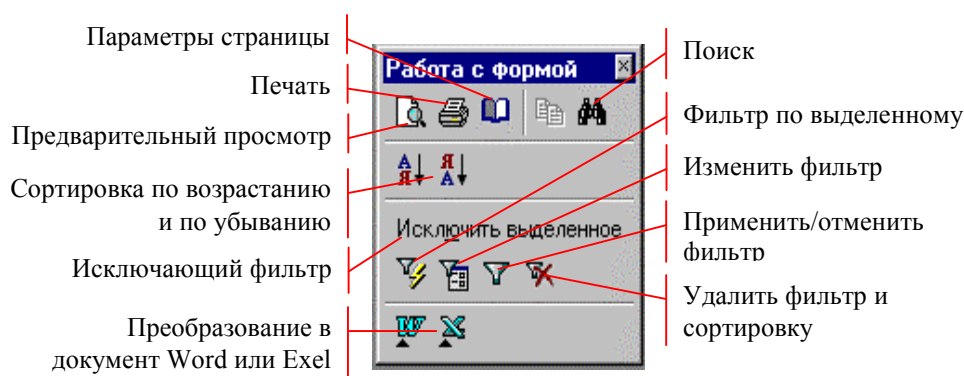 Параметры страницы
Печать
Предварительный просмотр
Сортировка по возрастанию
и по убыванию
Исключающий фильтр
Преобразование в
документ Word или Exel
Работа с формой
Исключить выделенное
Поиск
Фильтр по выделенному
Изменить фильтр
Применить/отменить
фильтр
Удалить фильтр и
сортировку